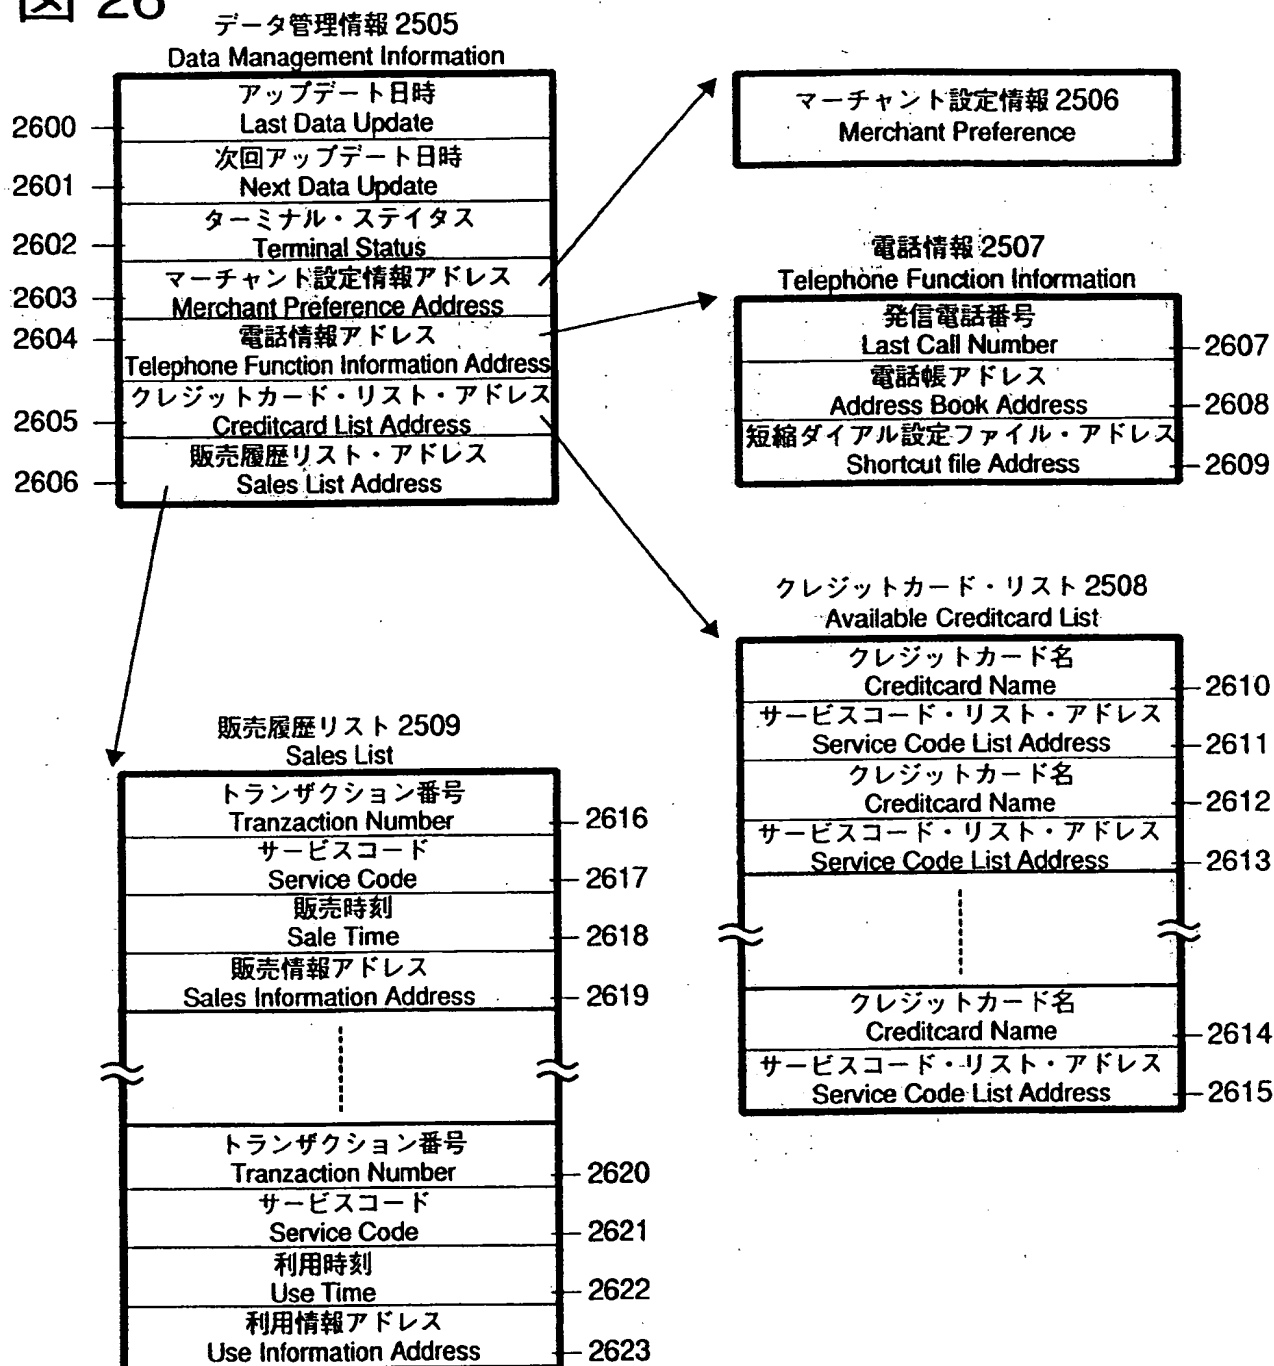 図 26
データ管理情報 2505
Data Management Information
アップデート日時
Last Data Update
2600
次回アップデート日時
Next Data Update
2601
ターミナル・ステイタス
Terminal Status
2602
マーチャント設定情報アドレス
Merchant Preference Address
2603
電話情報アドレス
Telephone Function Information Address
2604
クレジットカード・リスト・アドレス
Creditcard List Address
2605
販売履歴リスト・アドレス
Sales List Address
2606
マーチャント設定情報 2506
Merchant Preference
電話情報 2507
Telephone Function Information
発信電話番号
Last Call Number
2607
電話帳アドレス
Address Book Address
2608
短縮ダイアル設定ファイル・アドレス
Shortcut file Address
2609
クレジットカード・リスト 2508
Available Creditcard List
クレジットカード名
Creditcard Name
2610
サービスコード・リスト・アドレス
Service Code List Address
2611
クレジットカード名
Creditcard Name
2612
サービスコード・リスト・アドレス
Service Code List Address
2613
クレジットカード名
Creditcard Name
2614
サービスコード・リスト・アドレス
Service Code List Address
2615
販売履歴リスト 2509
Sales List
トランザクション番号
Tranzaction Number
2616
サービスコード
Service Code
2617
販売時刻
Sale Time
2618
販売情報アドレス
Sales Information Address
2619
トランザクション番号
Tranzaction Number
2620
サービスコード
Service Code
2621
利用時刻
Use Time
2622
利用情報アドレス
Use Information Address
2623